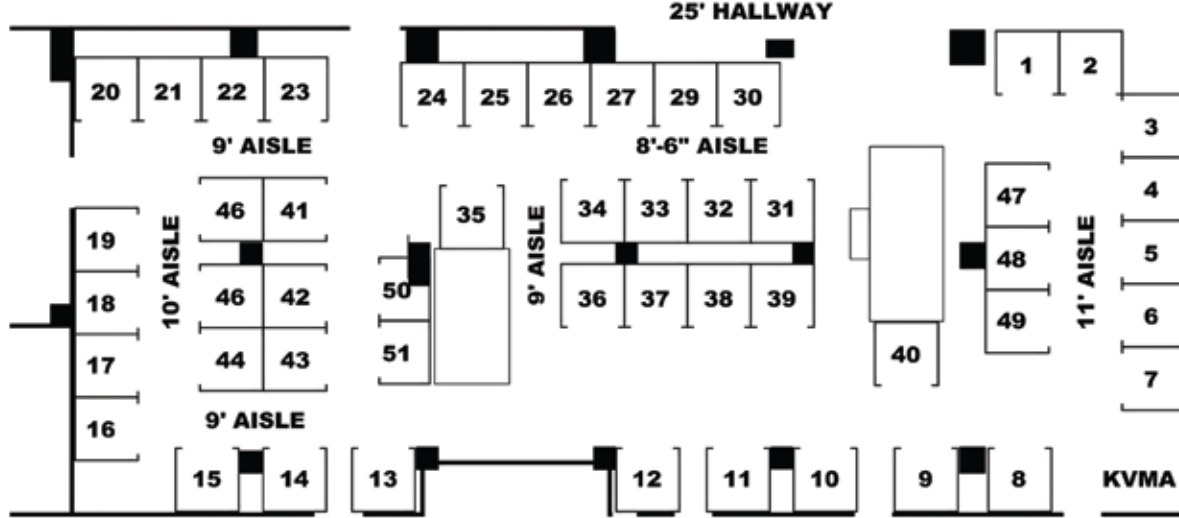 25' HALLWAY
1 2
20 21 22 23 24 25 26 27 29 30
3
9' AISLE 8'-6" AISLE
4
46 41 35 34 33 32 31 47
19 10' AISLE 9' AISLE 48 11' AISLE 5
18 46 42 50 36 37 38 39
49 6
17 44 43 51 40 7
9' AISLE
16
15 14 13 12 11 10 9 8 KVMA